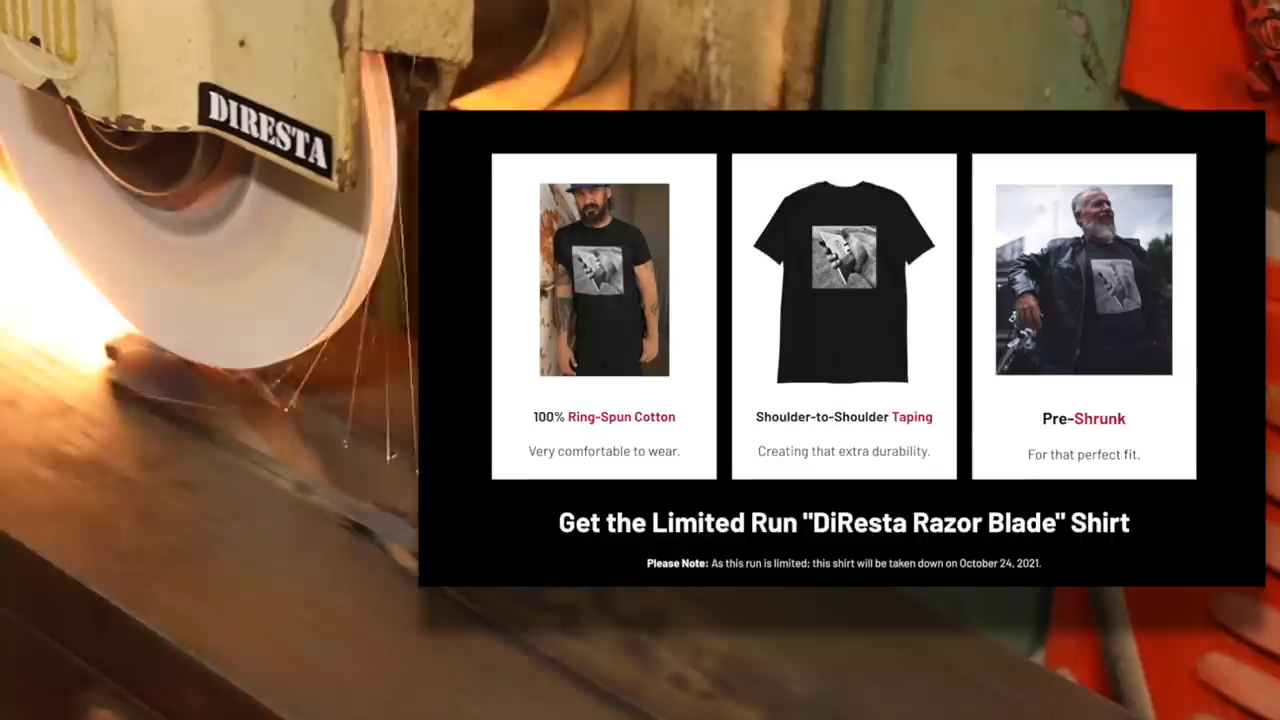 DIRESTA
100% Ring-Spun Cotton
Very comfortable to wear.
Shoulder-to-Shoulder Taping
Creating that extra durability.
Pre-Shrunk
For that perfect fit.
Get the Limited Run "DiResta Razor Blade" Shirt
Please Note: As this run is limited; this shirt will be taken down on October 24, 2021.